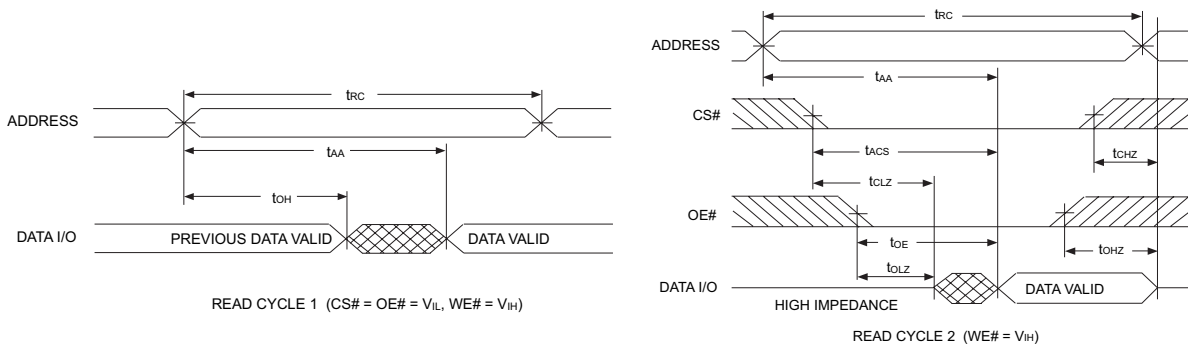 tRC
ADDRESS
tAA
tOH
DATA I/O
PREVIOUS DATA VALID
DATA VALID
READ CYCLE 1 (CS# = OE# = VIL, WE# = VIH)
tRC
ADDRESS
tAA
CS#
tACS
tCHZ
tCLZ
OE#
tOE
tOHZ
tOLZ
DATA I/O
HIGH IMPEDANCE
DATA VALID
READ CYCLE 2 (WE# = VIH)